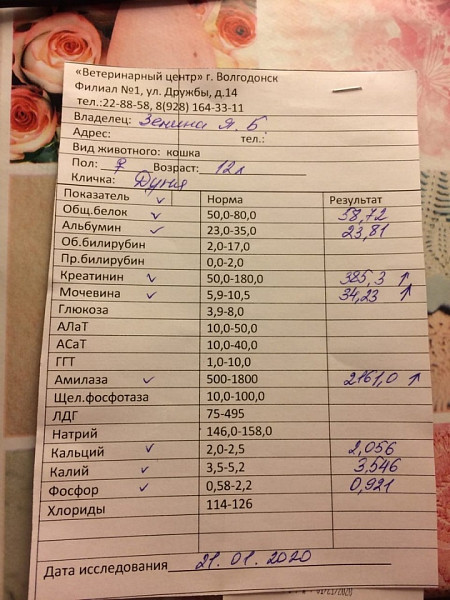 «Ветеринарный центр» г. Волгодонск
Филиал №1, ул. Дружбы, д.14
тел.:22-88-58, 8(928) 164-33-11
Владелец: Зенина Я. Б.
Адрес: тел.:
Вид животного: кошка
Пол: ♀ Возраст: 12л
Кличка: Дуня
Показатель ✓ Норма Результат
Общ.белок ✓ 50,0-80,0 58,72
Альбумин ✓ 23,0-35,0 23,81
Об.билирубин 2,0-17,0
Пр.билирубин 0,0-2,0
Креатинин ✓ 50,0-180,0 385,3 ↑
Мочевина ✓ 5,9-10,5 34,23 ↑
Глюкоза 3,9-8,0
АЛаТ 10,0-50,0
АСаТ 10,0-40,0
ГГТ 1,0-10,0
Амилаза ✓ 500-1800 2161,0 ↑
Щел.фосфотаза 10,0-100,0
ЛДГ 75-495
Натрий 146,0-158,0
Кальций ✓ 2,0-2,5 2,056
Калий ✓ 3,5-5,2 3,546
Фосфор ✓ 0,58-2,2 0,921
Хлориды 114-126
Дата исследования 21.01.2020